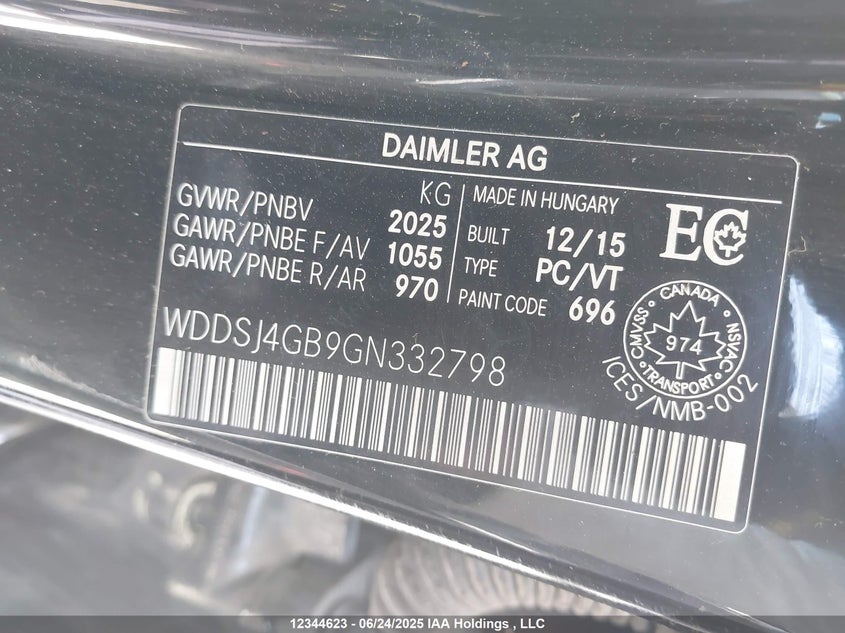 DAIMLER AG
KG
GVWR/PNBV 2025
GAWR/PNBE F/AV 1055
GAWR/PNBE R/AR 970
MADE IN HUNGARY
BUILT 12/15
TYPE PC/VT
PAINT CODE 696
EC
CANADA
CMVSS 974 NSVAC
TRANSPORT
ICES/NMB-002
WDDSJ4GB9GN332798
12344623 - 06/24/2025 IAA Holdings , LLC